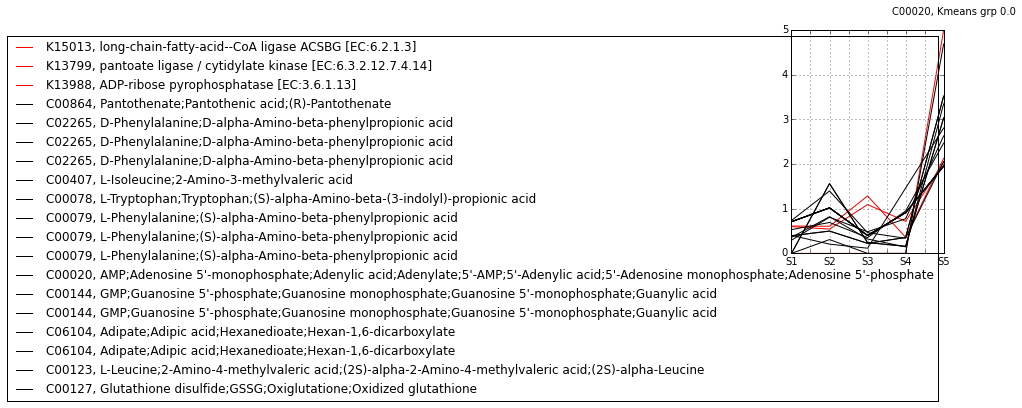 C00020, Kmeans grp 0.0
K15013, long-chain-fatty-acid--CoA ligase ACSBG [EC:6.2.1.3]
K13799, pantoate ligase / cytidylate kinase [EC:6.3.2.12.7.4.14]
K13988, ADP-ribose pyrophosphatase [EC:3.6.1.13]
C00864, Pantothenate;Pantothenic acid;(R)-Pantothenate
C02265, D-Phenylalanine;D-alpha-Amino-beta-phenylpropionic acid
C02265, D-Phenylalanine;D-alpha-Amino-beta-phenylpropionic acid
C02265, D-Phenylalanine;D-alpha-Amino-beta-phenylpropionic acid
C00407, L-Isoleucine;2-Amino-3-methylvaleric acid
C00078, L-Tryptophan;Tryptophan;(S)-alpha-Amino-beta-(3-indolyl)-propionic acid
C00079, L-Phenylalanine;(S)-alpha-Amino-beta-phenylpropionic acid
C00079, L-Phenylalanine;(S)-alpha-Amino-beta-phenylpropionic acid
C00079, L-Phenylalanine;(S)-alpha-Amino-beta-phenylpropionic acid
C00020, AMP;Adenosine 5'-monophosphate;Adenylic acid;Adenylate;5'-AMP;5'-Adenylic acid;5'-Adenosine monophosphate;Adenosine 5'-phosphate
C00144, GMP;Guanosine 5'-phosphate;Guanosine monophosphate;Guanosine 5'-monophosphate;Guanylic acid
C00144, GMP;Guanosine 5'-phosphate;Guanosine monophosphate;Guanosine 5'-monophosphate;Guanylic acid
C06104, Adipate;Adipic acid;Hexanedioate;Hexan-1,6-dicarboxylate
C06104, Adipate;Adipic acid;Hexanedioate;Hexan-1,6-dicarboxylate
C00123, L-Leucine;2-Amino-4-methylvaleric acid;(2S)-alpha-2-Amino-4-methylvaleric acid;(2S)-alpha-Leucine
C00127, Glutathione disulfide;GSSG;Oxiglutatione;Oxidized glutathione
5
4
3
2
1
0
S1 S2 S3 S4 S5